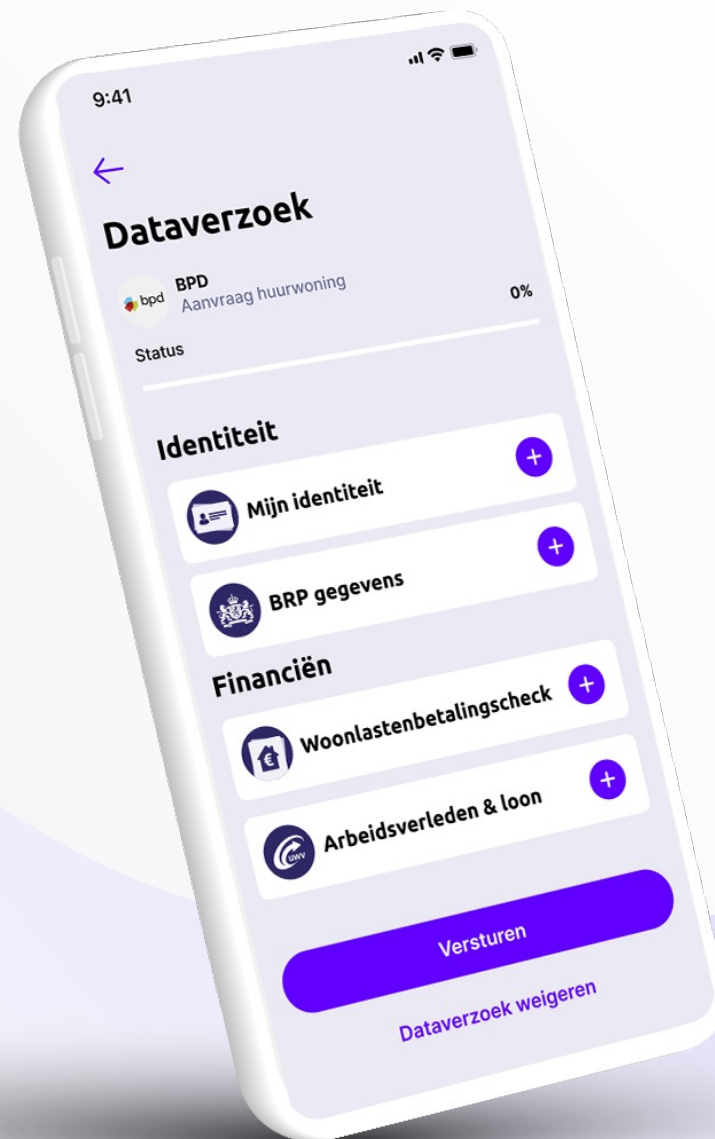 9:41
Dataverzoek
bpd
BPD
Aanvraag huurwoning
Status
0%
Identiteit
Mijn identiteit
BRP gegevens
Financiën
€
Woonlastenbetalingscheck
UWV
Arbeidsverleden & loon
Versturen
Dataverzoek weigeren